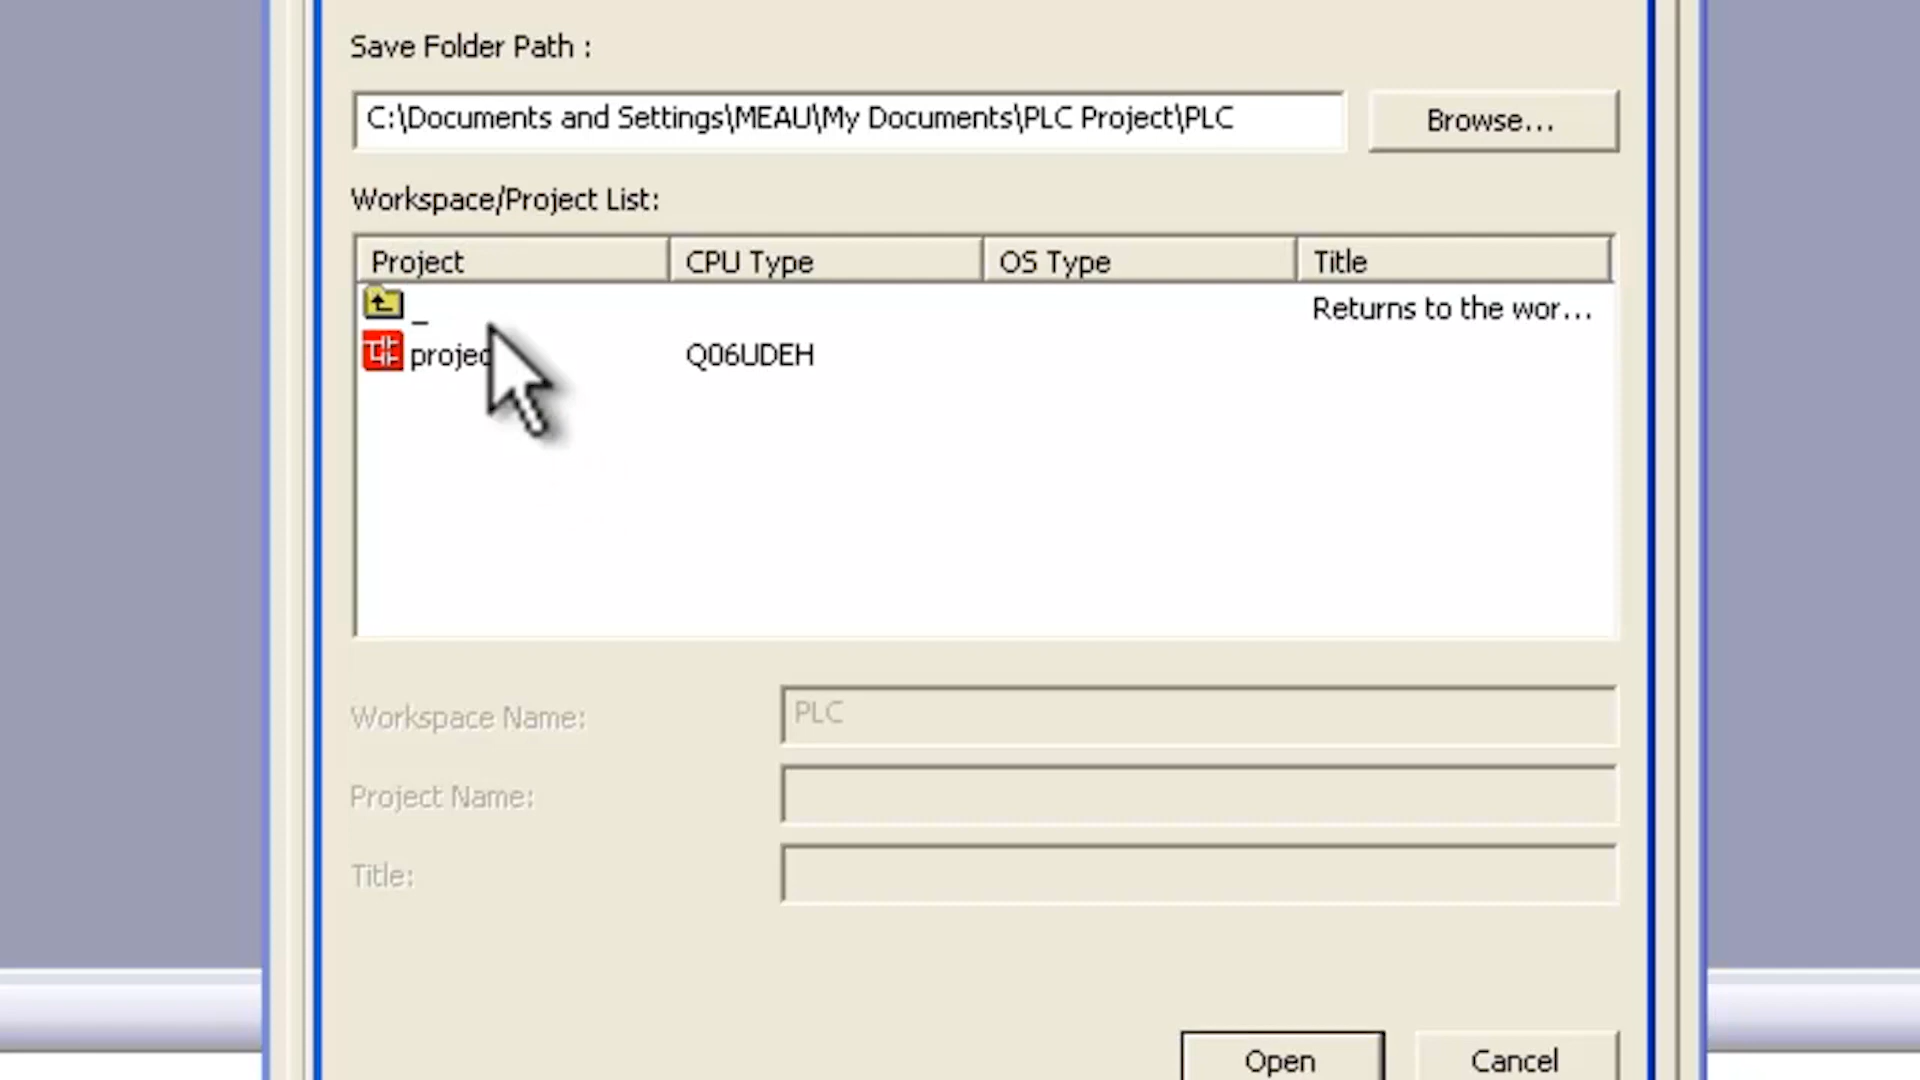 Save Folder Path :
C:\Documents and Settings\MEAU\My Documents\PLC Project\PLC
Browse...
Workspace/Project List:
Project CPU Type OS Type Title
_ Returns to the wor...
projec Q06UDEH
Workspace Name: PLC
Project Name:
Title:
Open Cancel